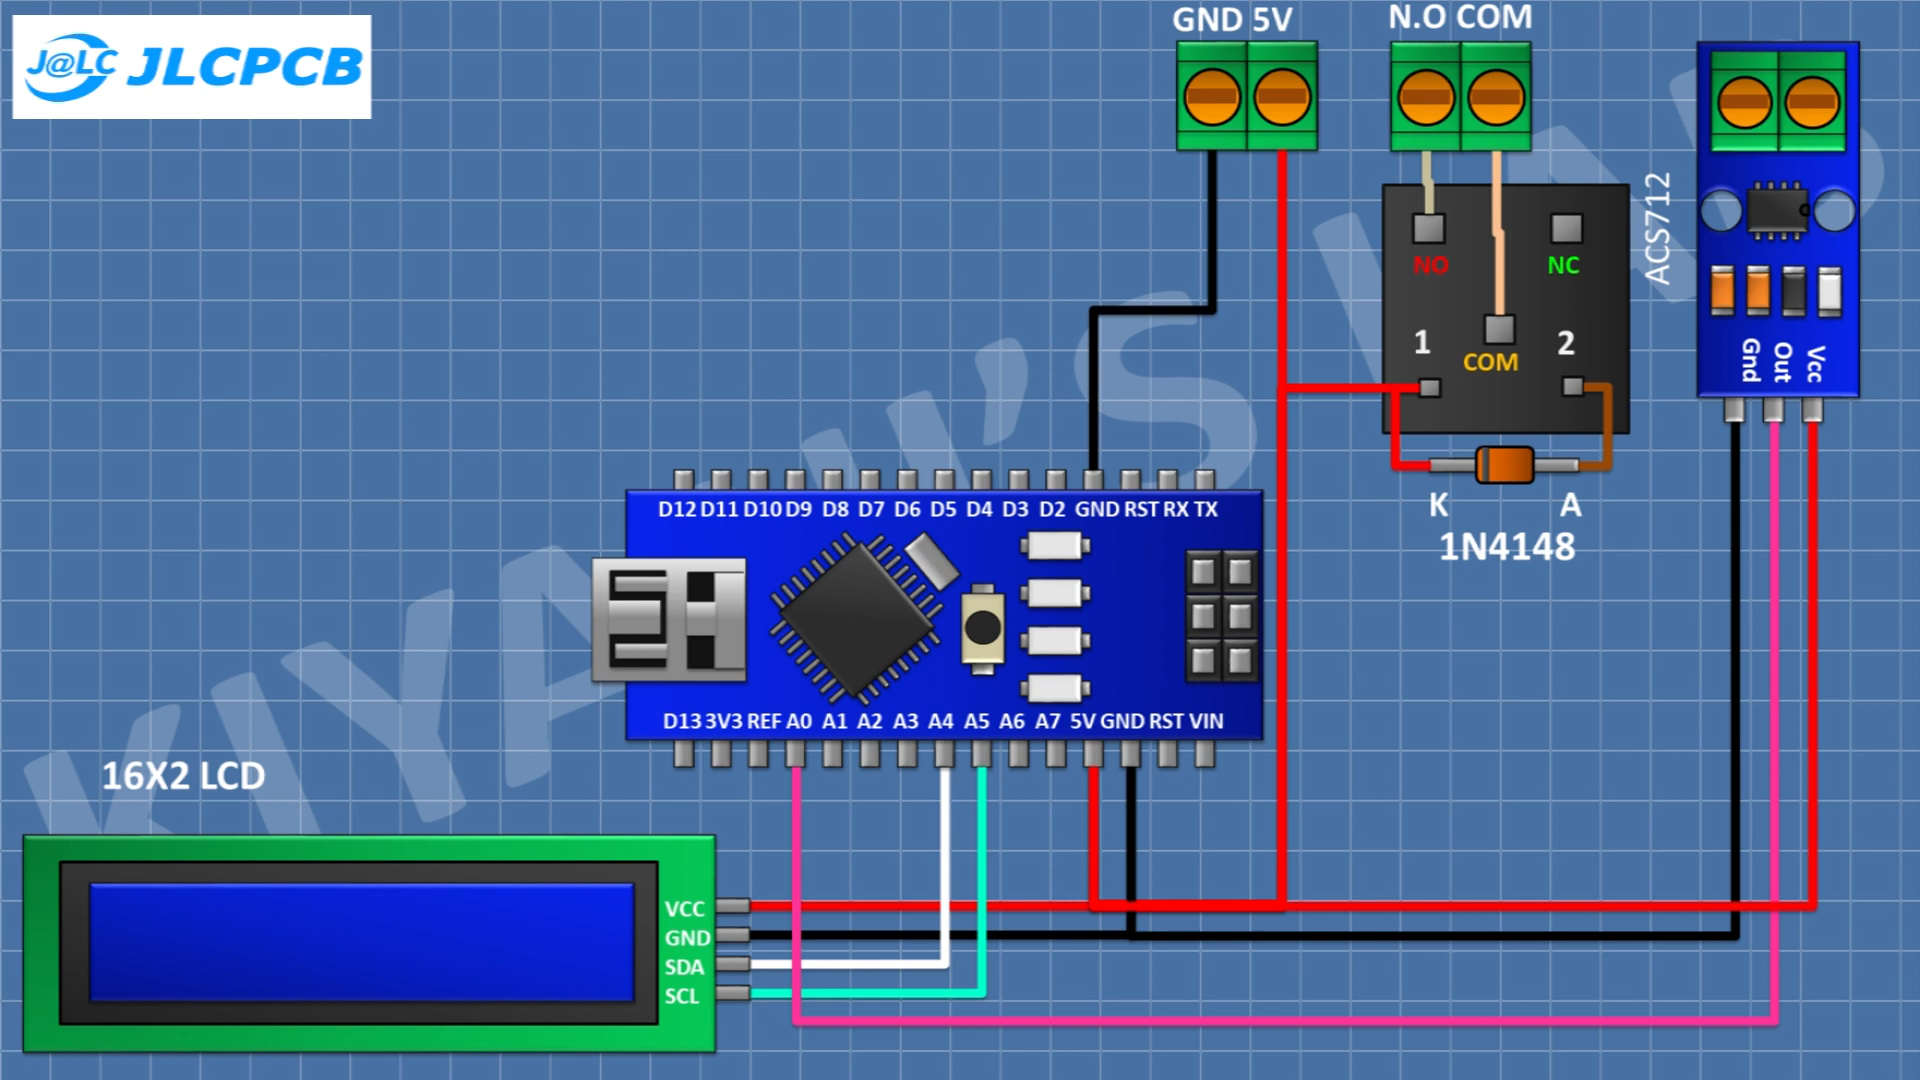 J@LC JLCPCB
GND 5V
N.O COM
NO
NC
1
COM
2
ACS712
Gnd
Out
Vcc
K
A
1N4148
D12 D11 D10 D9 D8 D7 D6 D5 D4 D3 D2 GND RST RX TX
D13 3V3 REF A0 A1 A2 A3 A4 A5 A6 A7 5V GND RST VIN
16X2 LCD
VCC
GND
SDA
SCL